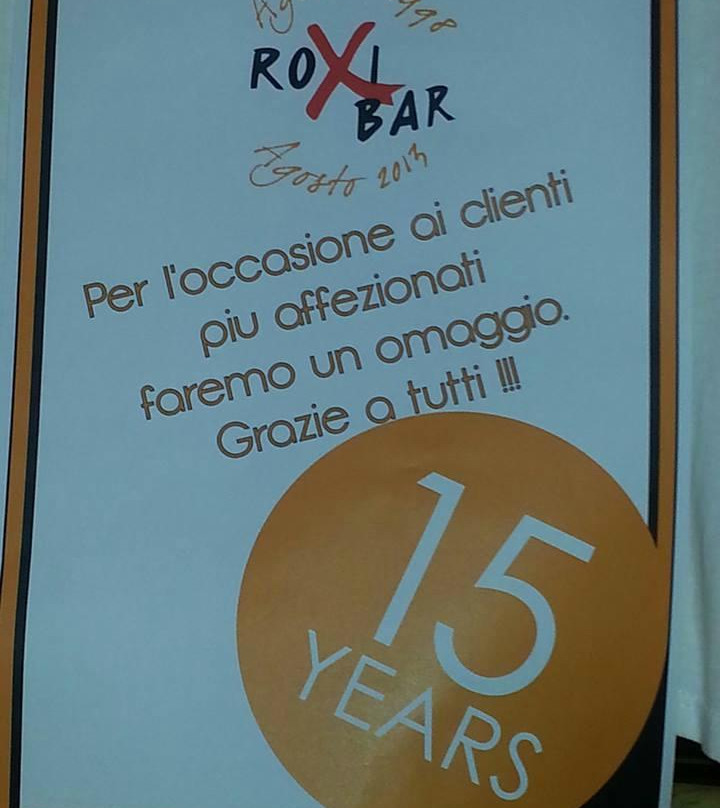 ROXI
BAR
Agosto 2013
Per l'occasione ai clienti
piu affezionati
faremo un omaggio.
Grazie a tutti !!!
15
YEARS